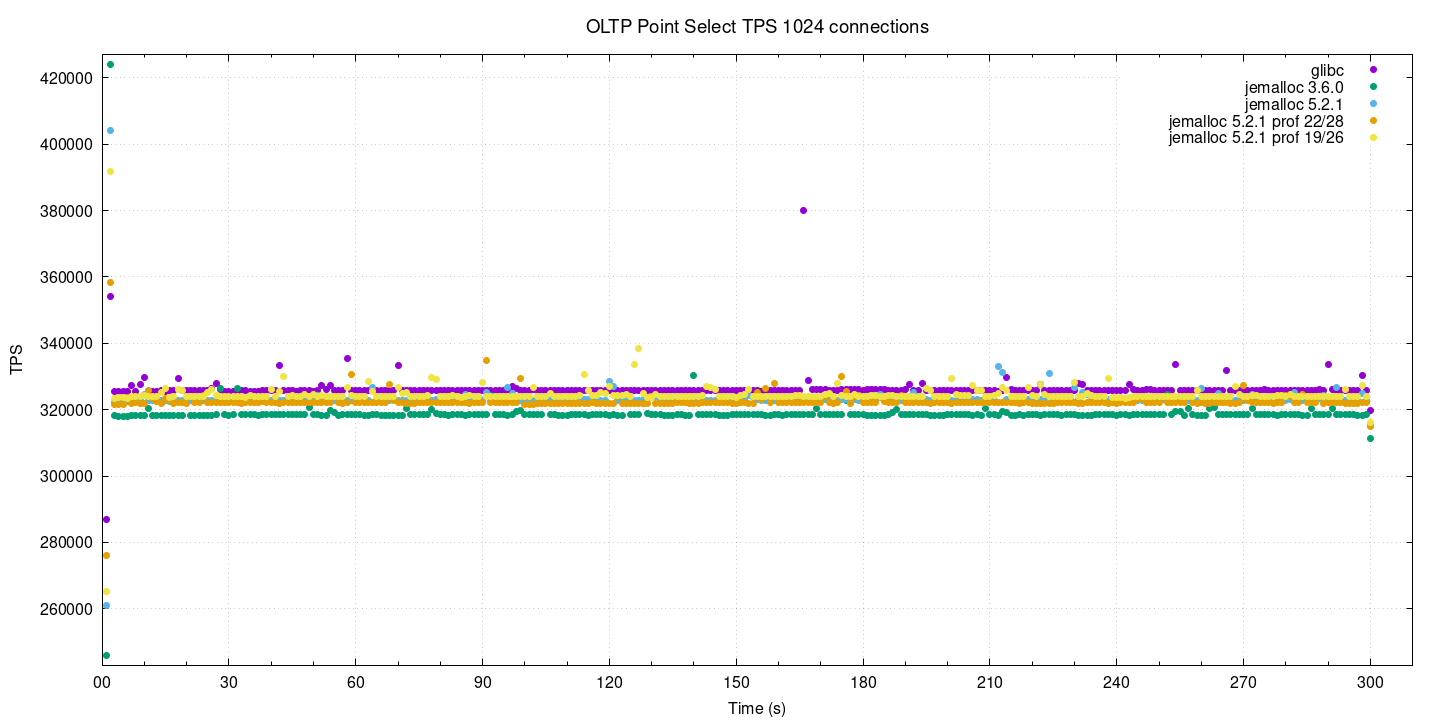 OLTP Point Select TPS 1024 connections
glibc
jemalloc 3.6.0
jemalloc 5.2.1
jemalloc 5.2.1 prof 22/28
jemalloc 5.2.1 prof 19/26
420000
400000
380000
360000
340000
320000
300000
280000
260000
TPS
00 30 60 90 120 150 180 210 240 270 300
Time (s)